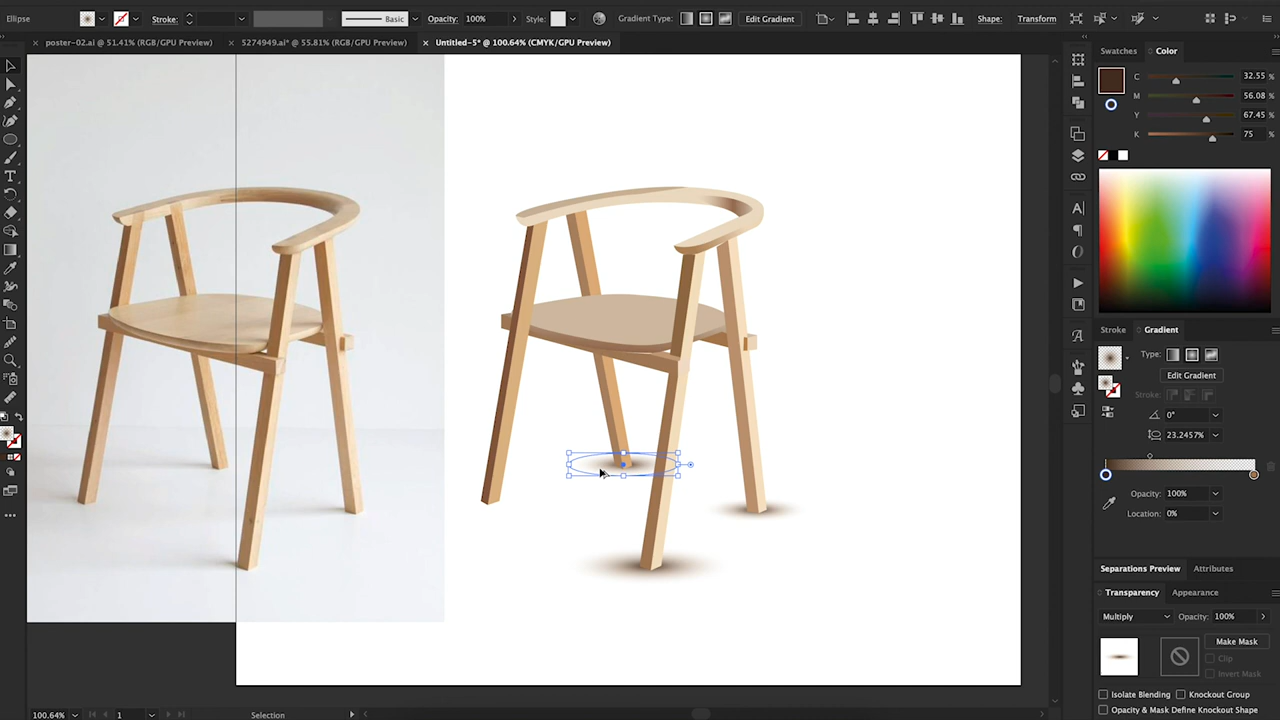 Ellipse Stroke: Basic Opacity: 100% Style: Gradient Type: Edit Gradient Shape: Transform
poster-02.ai @ 51.41% (RGB/GPU Preview) 5274949.ai* @ 55.81% (RGB/GPU Preview) Untitled-5* @ 100.64% (CMYK/GPU Preview)
Swatches Color
C 32.55 %
M 56.08 %
Y 67.45 %
K 75 %
Stroke Gradient
Type:
Edit Gradient
Stroke:
0°
23.2457%
Opacity: 100%
Location: 0%
Separations Preview Attributes
Transparency Appearance
Multiply Opacity: 100%
Make Mask
Clip
Invert Mask
Isolate Blending Knockout Group
Opacity & Mask Define Knockout Shape
100.64% 1 Selection